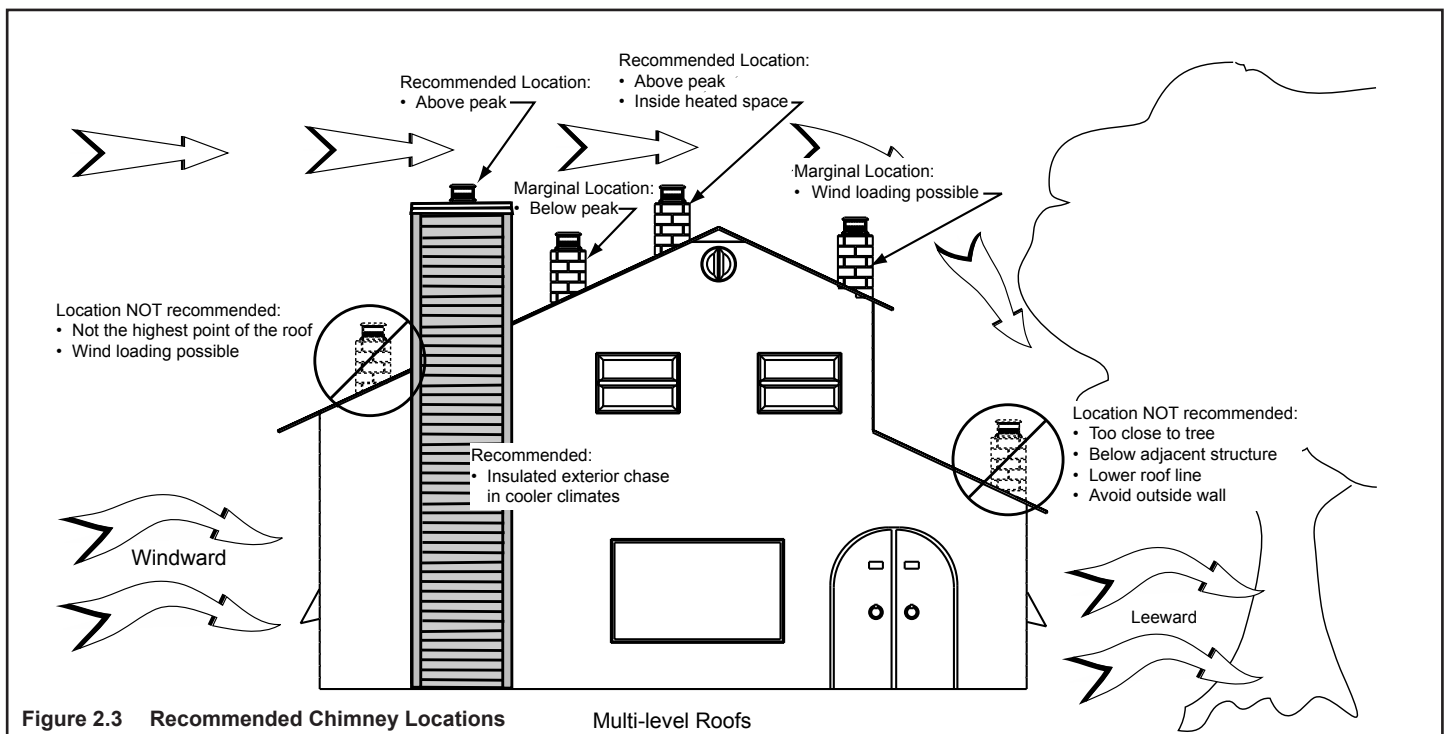 Recommended Location:
• Above peak
• Inside heated space
Recommended Location:
• Above peak
Marginal Location:
• Wind loading possible
Marginal Location:
• Below peak
Location NOT recommended:
• Not the highest point of the roof
• Wind loading possible
Location NOT recommended:
• Too close to tree
• Below adjacent structure
• Lower roof line
• Avoid outside wall
Recommended:
• Insulated exterior chase
in cooler climates
Windward
Leeward
Figure 2.3 Recommended Chimney Locations
Multi-level Roofs